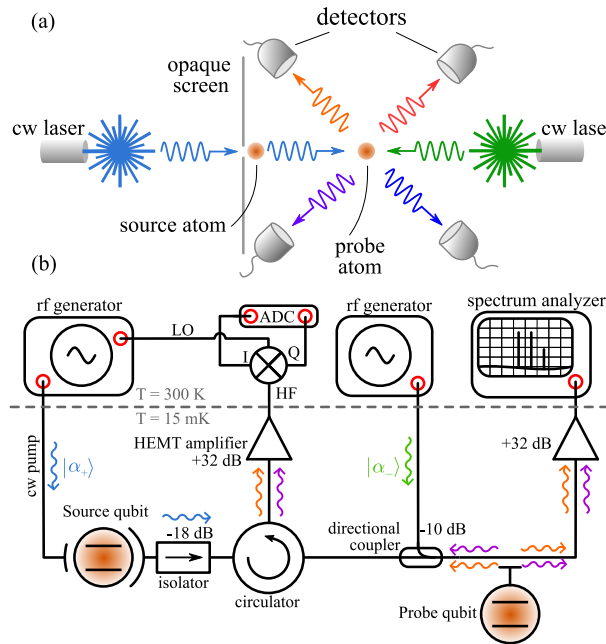 (a)
detectors
opaque
screen
cw laser
cw lase
source atom
probe
atom
(b)
rf generator
LO
ADC
I
Q
HF
rf generator
spectrum analyzer
T = 300 K
T = 15 mK
HEMT amplifier
+32 dB
+32 dB
cw pump
|α₊⟩
|α₋⟩
Source qubit
-18 dB
isolator
circulator
directional
coupler
-10 dB
Probe qubit